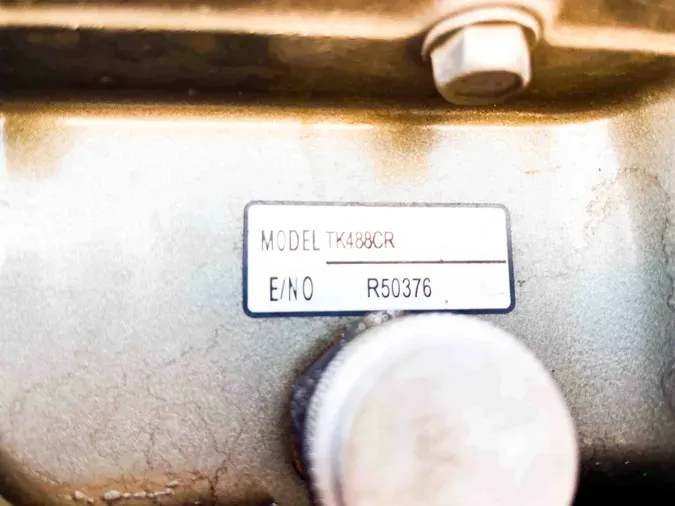 MODEL TK488CR
E/NO R50376